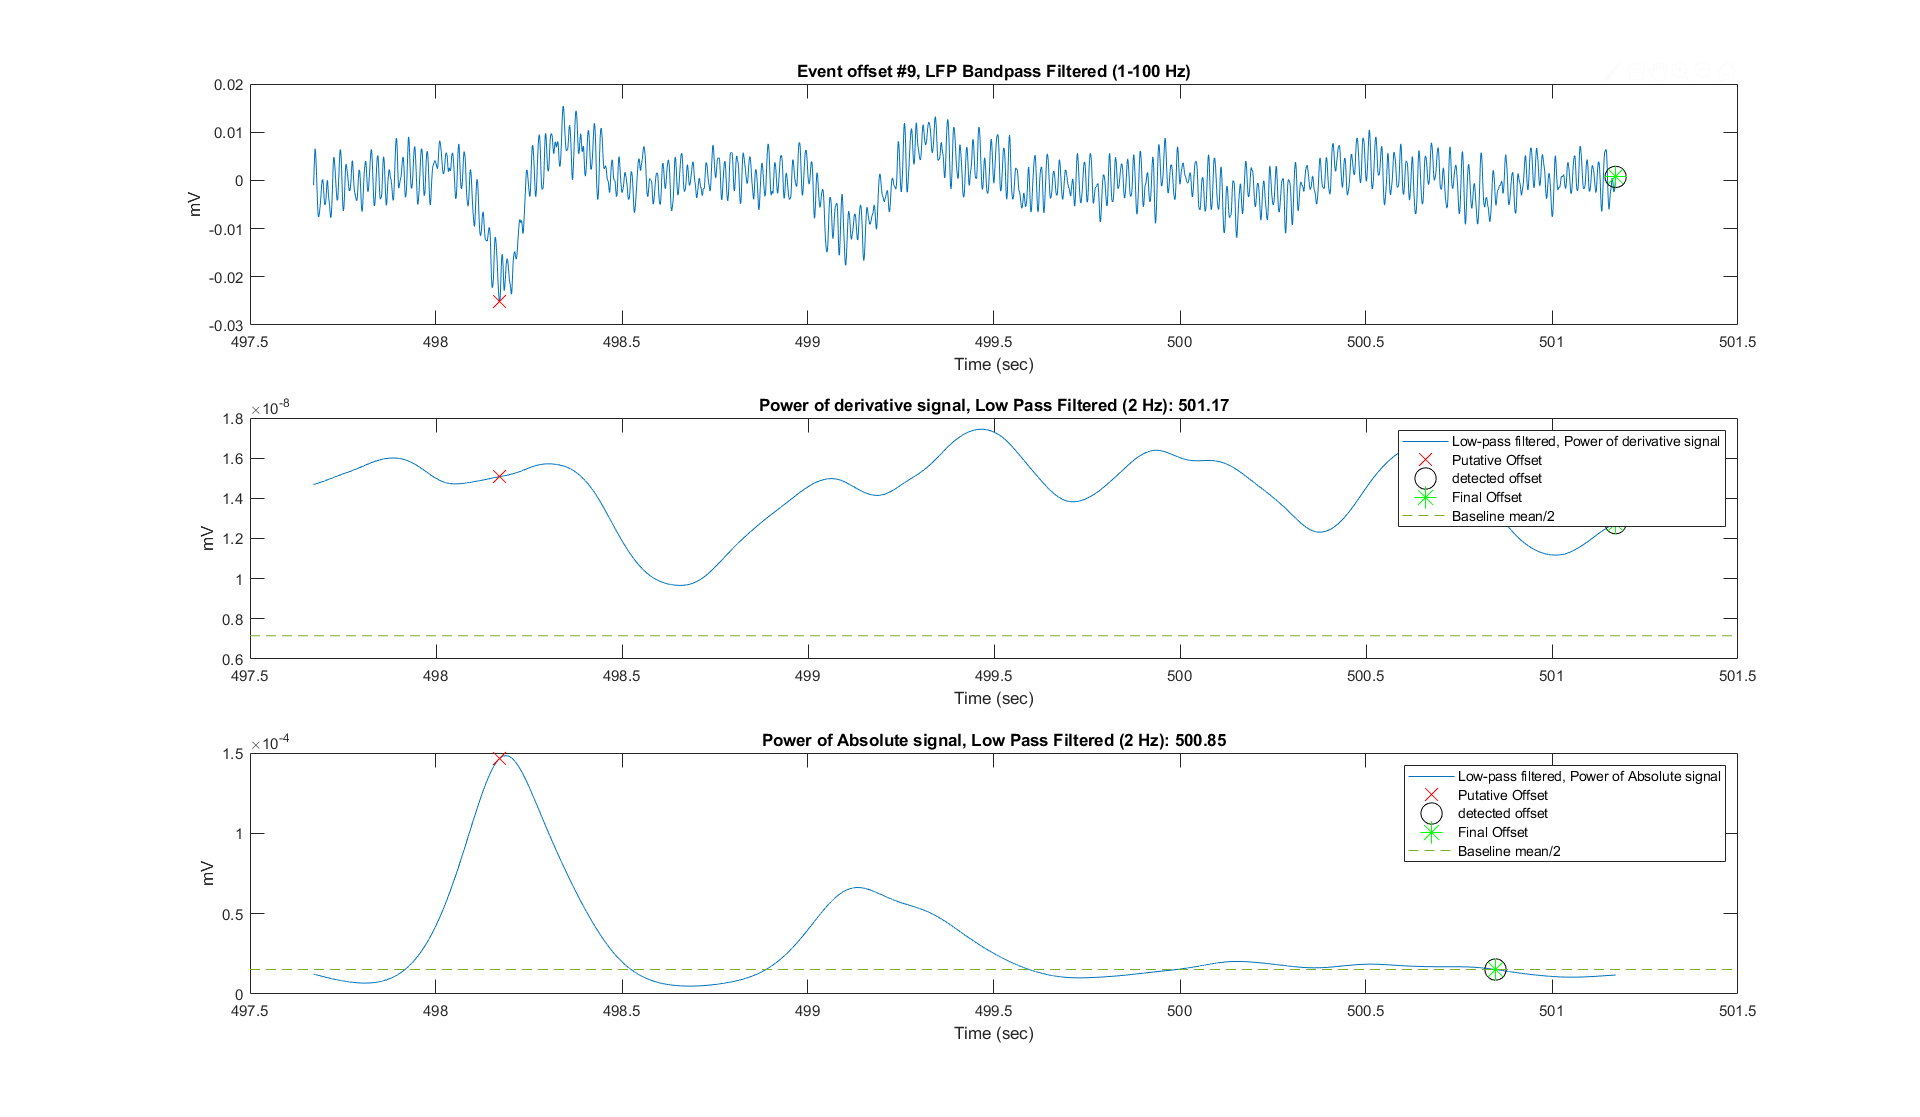 Event offset #9, LFP Bandpass Filtered (1-100 Hz)
0.02
0.01
0
-0.01
-0.02
-0.03
mV
497.5 498 498.5 499 499.5 500 500.5 501 501.5
Time (sec)
Power of derivative signal, Low Pass Filtered (2 Hz): 501.17
×10-8
1.8
1.6
1.4
1.2
1
0.8
0.6
mV
Low-pass filtered, Power of derivative signal
Putative Offset
detected offset
Final Offset
Baseline mean/2
497.5 498 498.5 499 499.5 500 500.5 501 501.5
Time (sec)
Power of Absolute signal, Low Pass Filtered (2 Hz): 500.85
×10-4
1.5
1
0.5
0
mV
Low-pass filtered, Power of Absolute signal
Putative Offset
detected offset
Final Offset
Baseline mean/2
497.5 498 498.5 499 499.5 500 500.5 501 501.5
Time (sec)